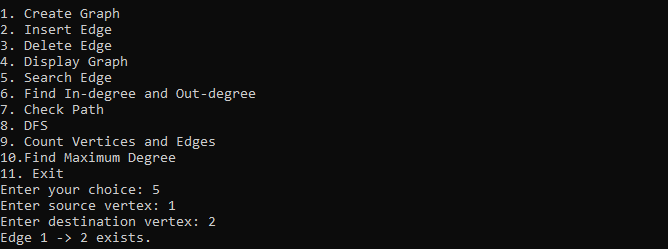 1. Create Graph
2. Insert Edge
3. Delete Edge
4. Display Graph
5. Search Edge
6. Find In-degree and Out-degree
7. Check Path
8. DFS
9. Count Vertices and Edges
10.Find Maximum Degree
11. Exit
Enter your choice: 5
Enter source vertex: 1
Enter destination vertex: 2
Edge 1 -> 2 exists.